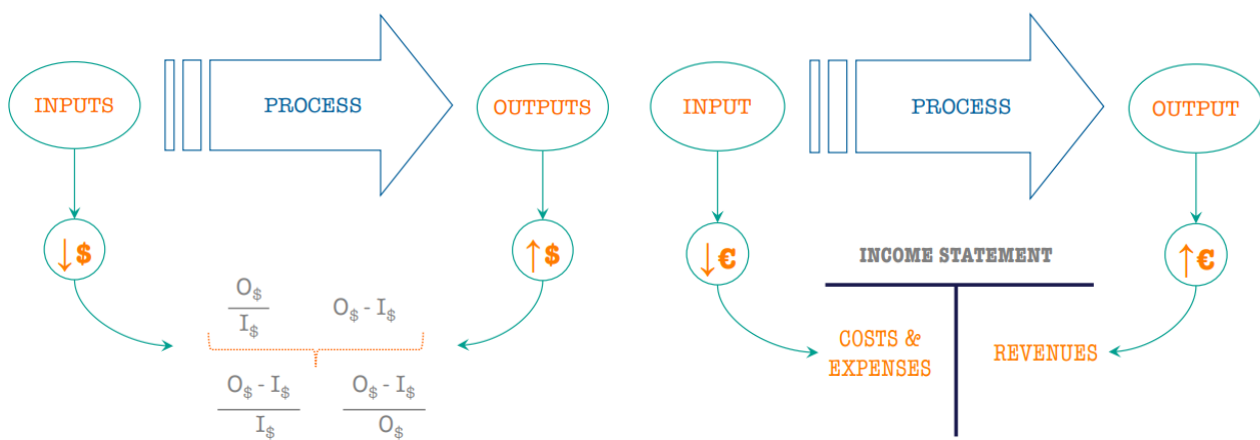 INPUTS
PROCESS
OUTPUTS
↓$
↑$
O$
I$
O$ - I$
O$ - I$
I$
O$ - I$
O$
INPUT
PROCESS
OUTPUT
↓€
INCOME STATEMENT
↑€
COSTS &
EXPENSES
REVENUES